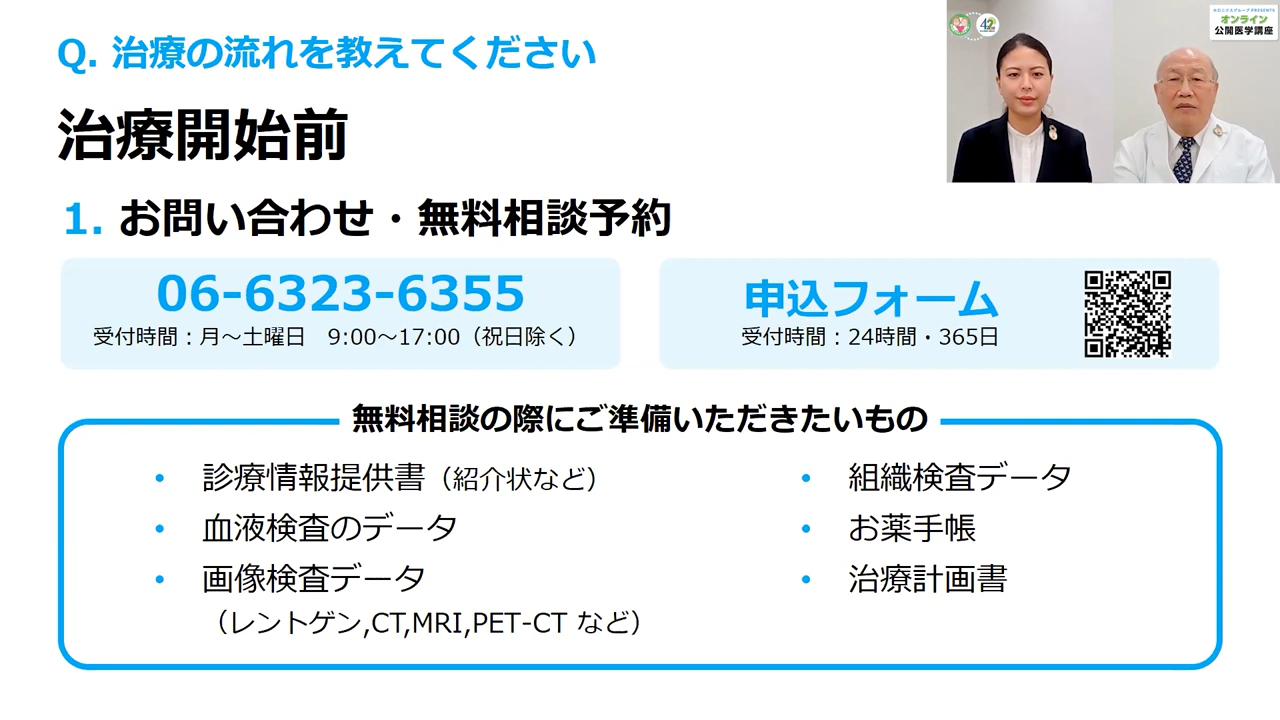 Q. 治療の流れを教えてください
治療開始前
1. お問い合わせ・無料相談予約
06-6323-6355
受付時間：月～土曜日　9:00～17:00（祝日除く）
申込フォーム
受付時間：24時間・365日
無料相談の際にご準備いただきたいもの
• 診療情報提供書（紹介状など）
• 血液検査のデータ
• 画像検査データ
（レントゲン,CT,MRI,PET-CT など）
• 組織検査データ
• お薬手帳
• 治療計画書
42
オンライン
公開医学講座